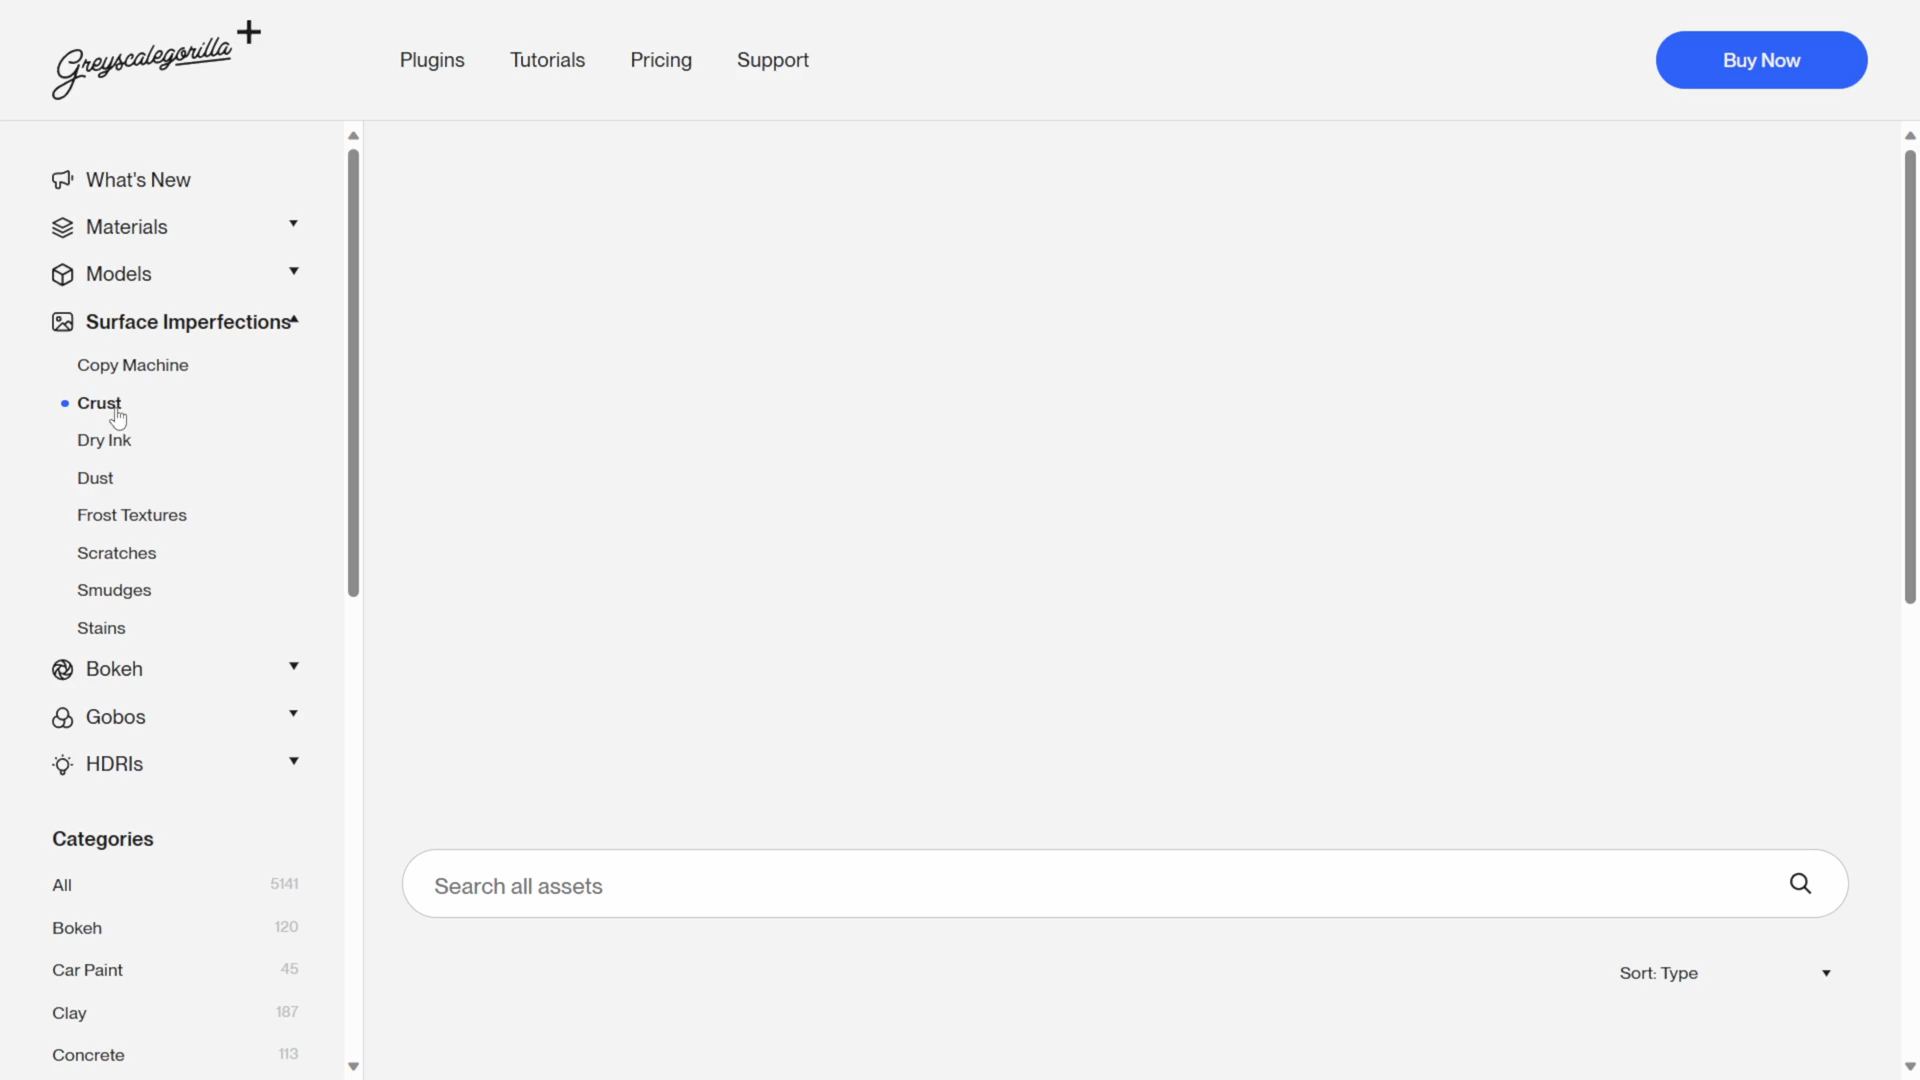 Greyscalegorilla +
Plugins
Tutorials
Pricing
Support
Buy Now
What's New
Materials
Models
Surface Imperfections
Copy Machine
Crust
Dry Ink
Dust
Frost Textures
Scratches
Smudges
Stains
Bokeh
Gobos
HDRIs
Categories
All 5141
Bokeh 120
Car Paint 45
Clay 187
Concrete 113
Search all assets
Sort: Type